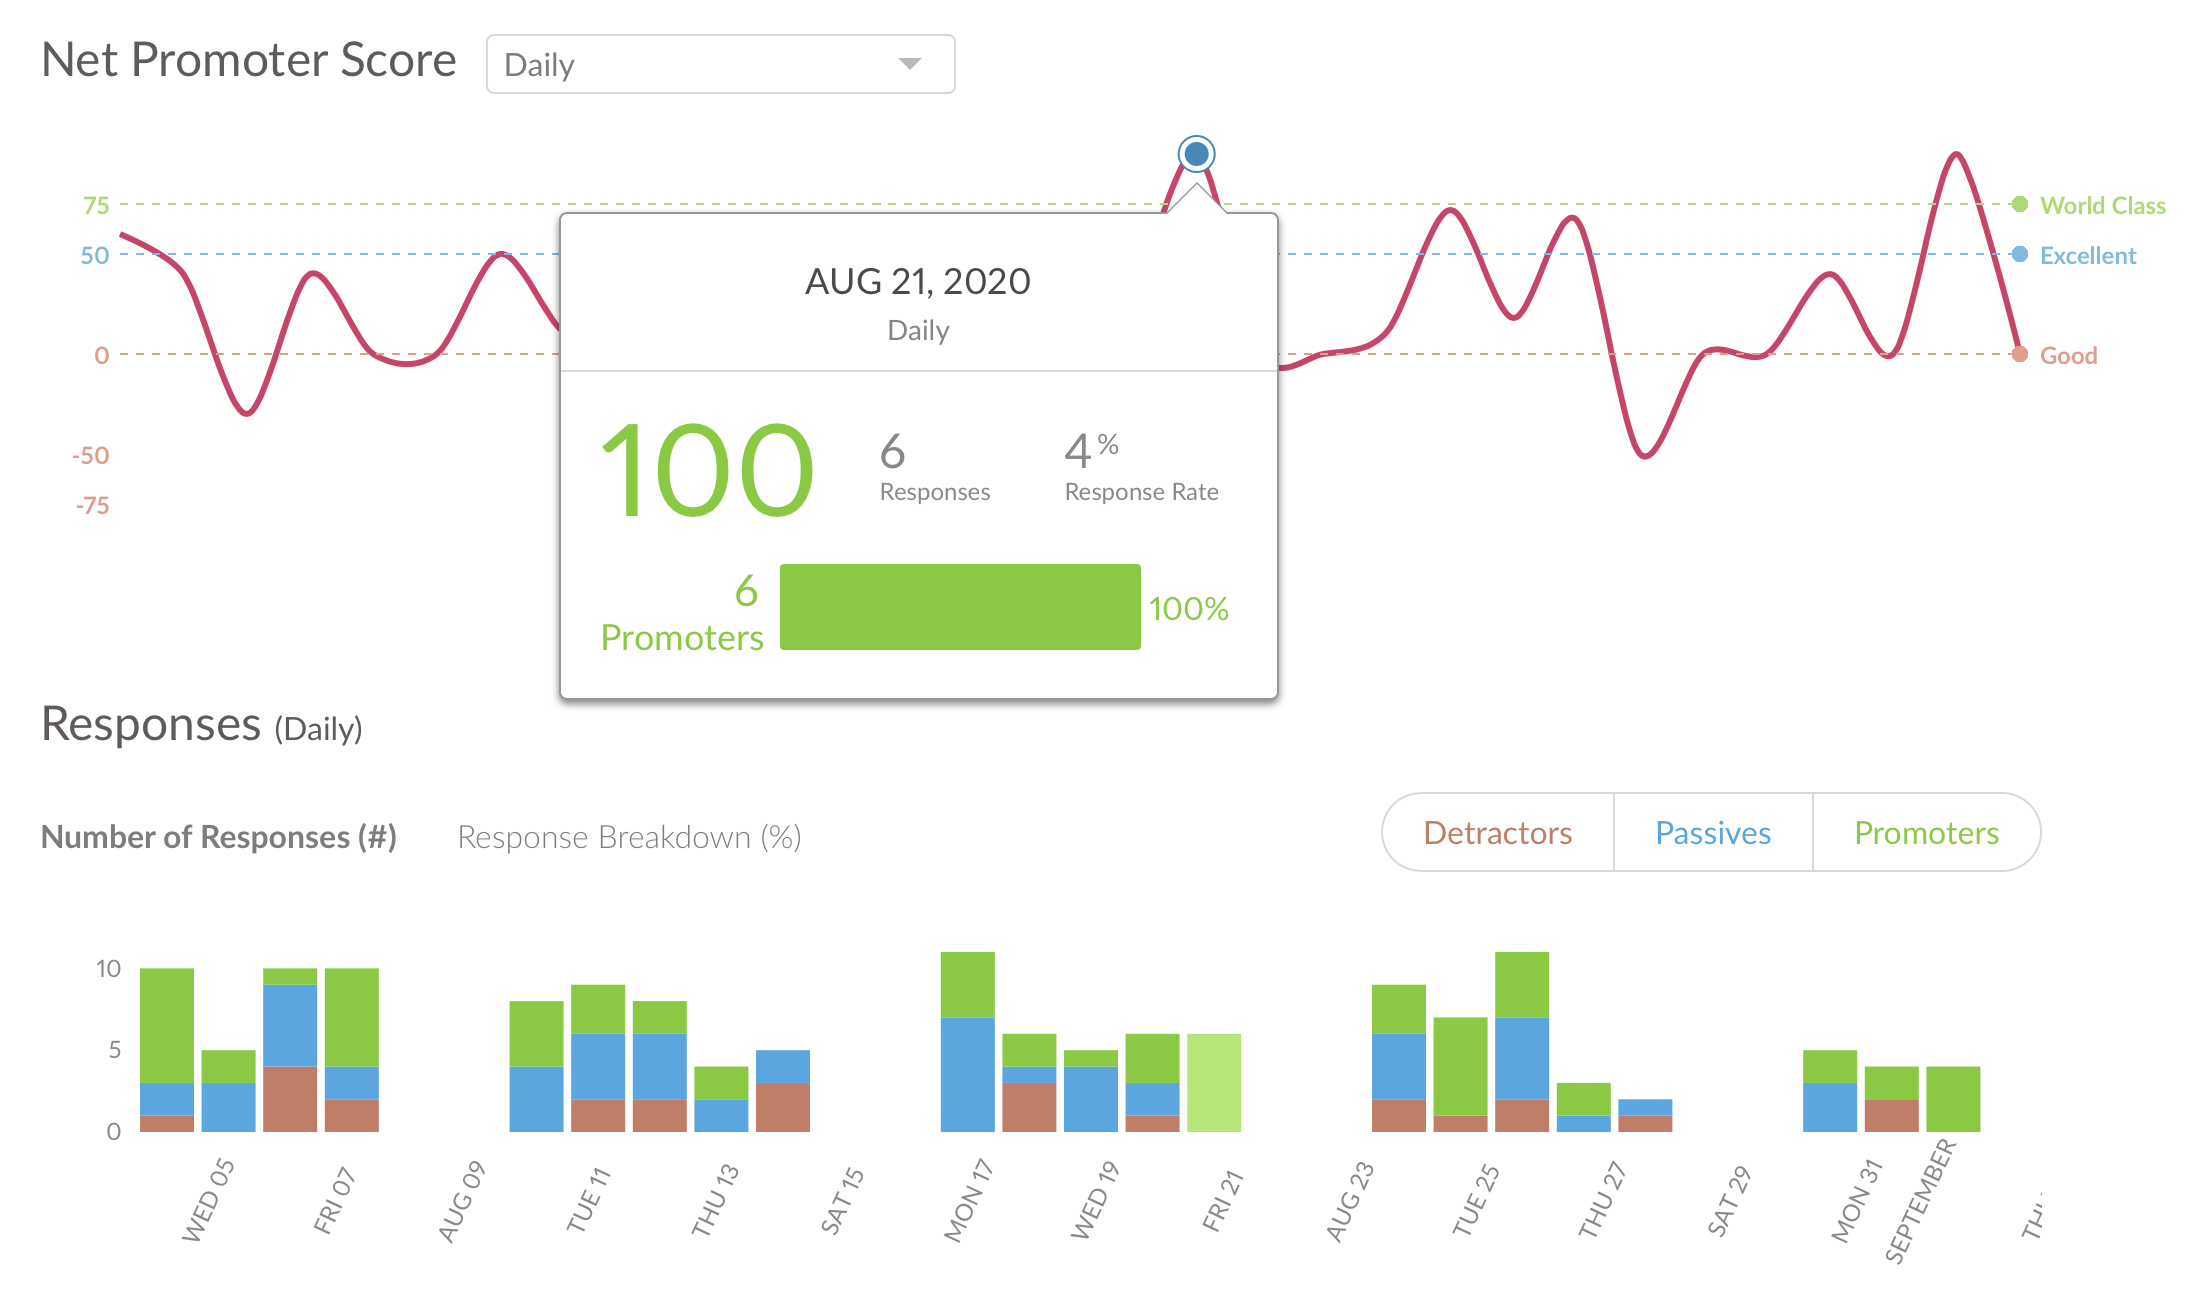 Net Promoter Score
Daily
75
50
0
-50
-75
World Class
Excellent
Good
AUG 21, 2020
Daily
100
6
Responses
4%
Response Rate
6
Promoters
100%
Responses (Daily)
Number of Responses (#)
Response Breakdown (%)
Detractors
Passives
Promoters
10
5
0
WED 05
FRI 07
AUG 09
TUE 11
THU 13
SAT 15
MON 17
WED 19
FRI 21
AUG 23
TUE 25
THU 27
SAT 29
MON 31
SEPTEMBER